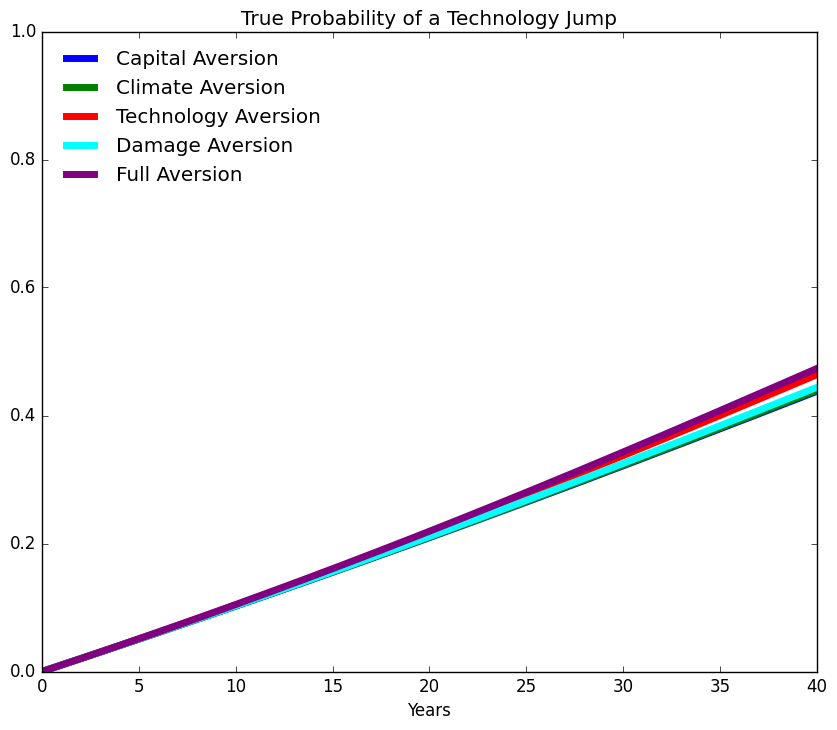 True Probability of a Technology Jump
1.0
Capital Aversion
Climate Aversion
Technology Aversion
Damage Aversion
Full Aversion
0.8
0.6
0.4
0.2
0.0
0 5 10 15 20 25 30 35 40
Years